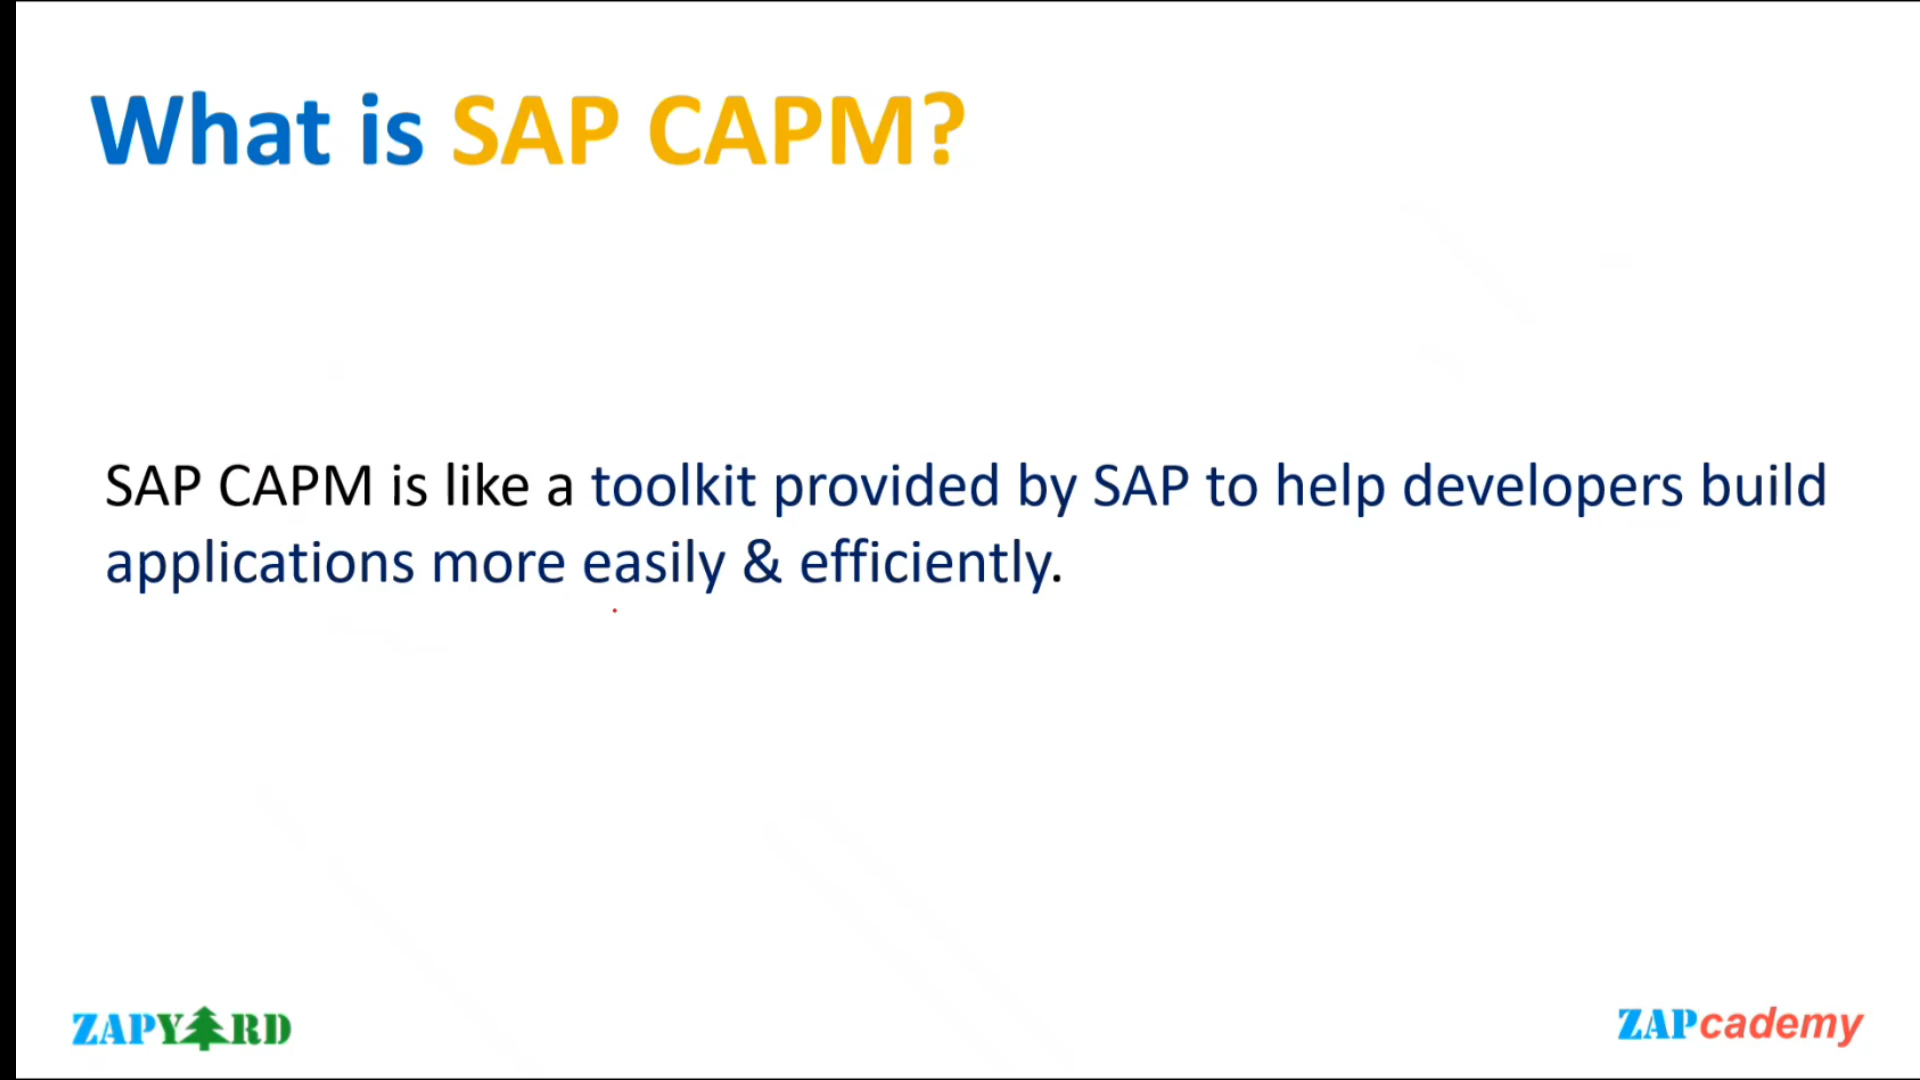 What is SAP CAPM?
SAP CAPM is like a toolkit provided by SAP to help developers build
applications more easily & efficiently.
ZAPYARD
ZAPcademy